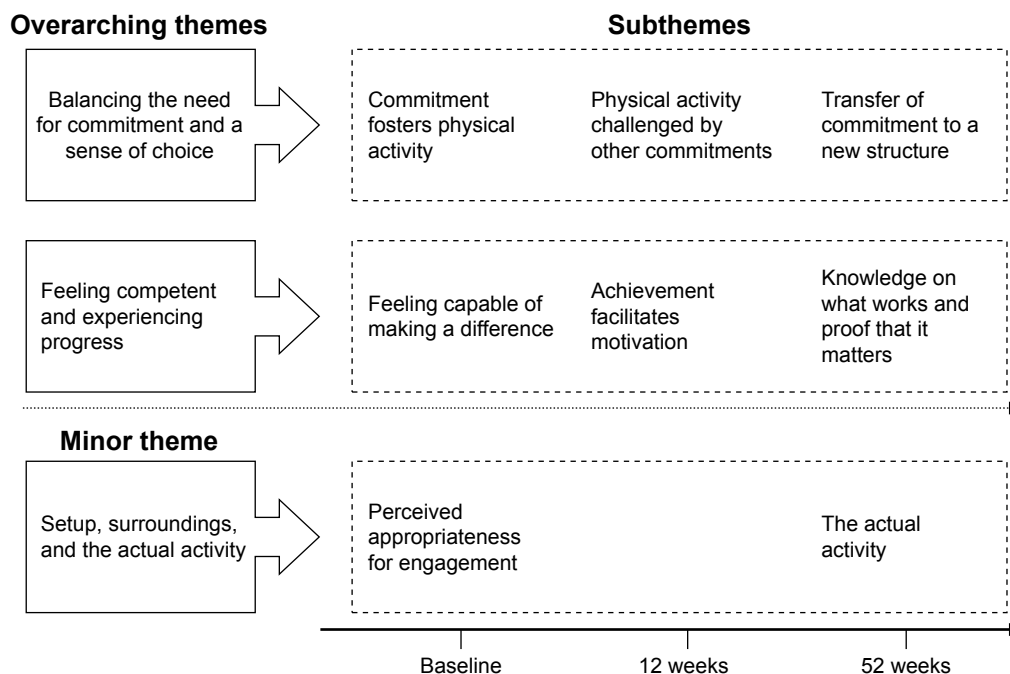 Overarching themes
Subthemes
Balancing the need
for commitment and a
sense of choice
Commitment
fosters physical
activity
Physical activity
challenged by
other commitments
Transfer of
commitment to a
new structure
Feeling competent
and experiencing
progress
Feeling capable of
making a difference
Achievement
facilitates
motivation
Knowledge on
what works and
proof that it
matters
Minor theme
Setup, surroundings,
and the actual activity
Perceived
appropriateness
for engagement
The actual
activity
Baseline
12 weeks
52 weeks